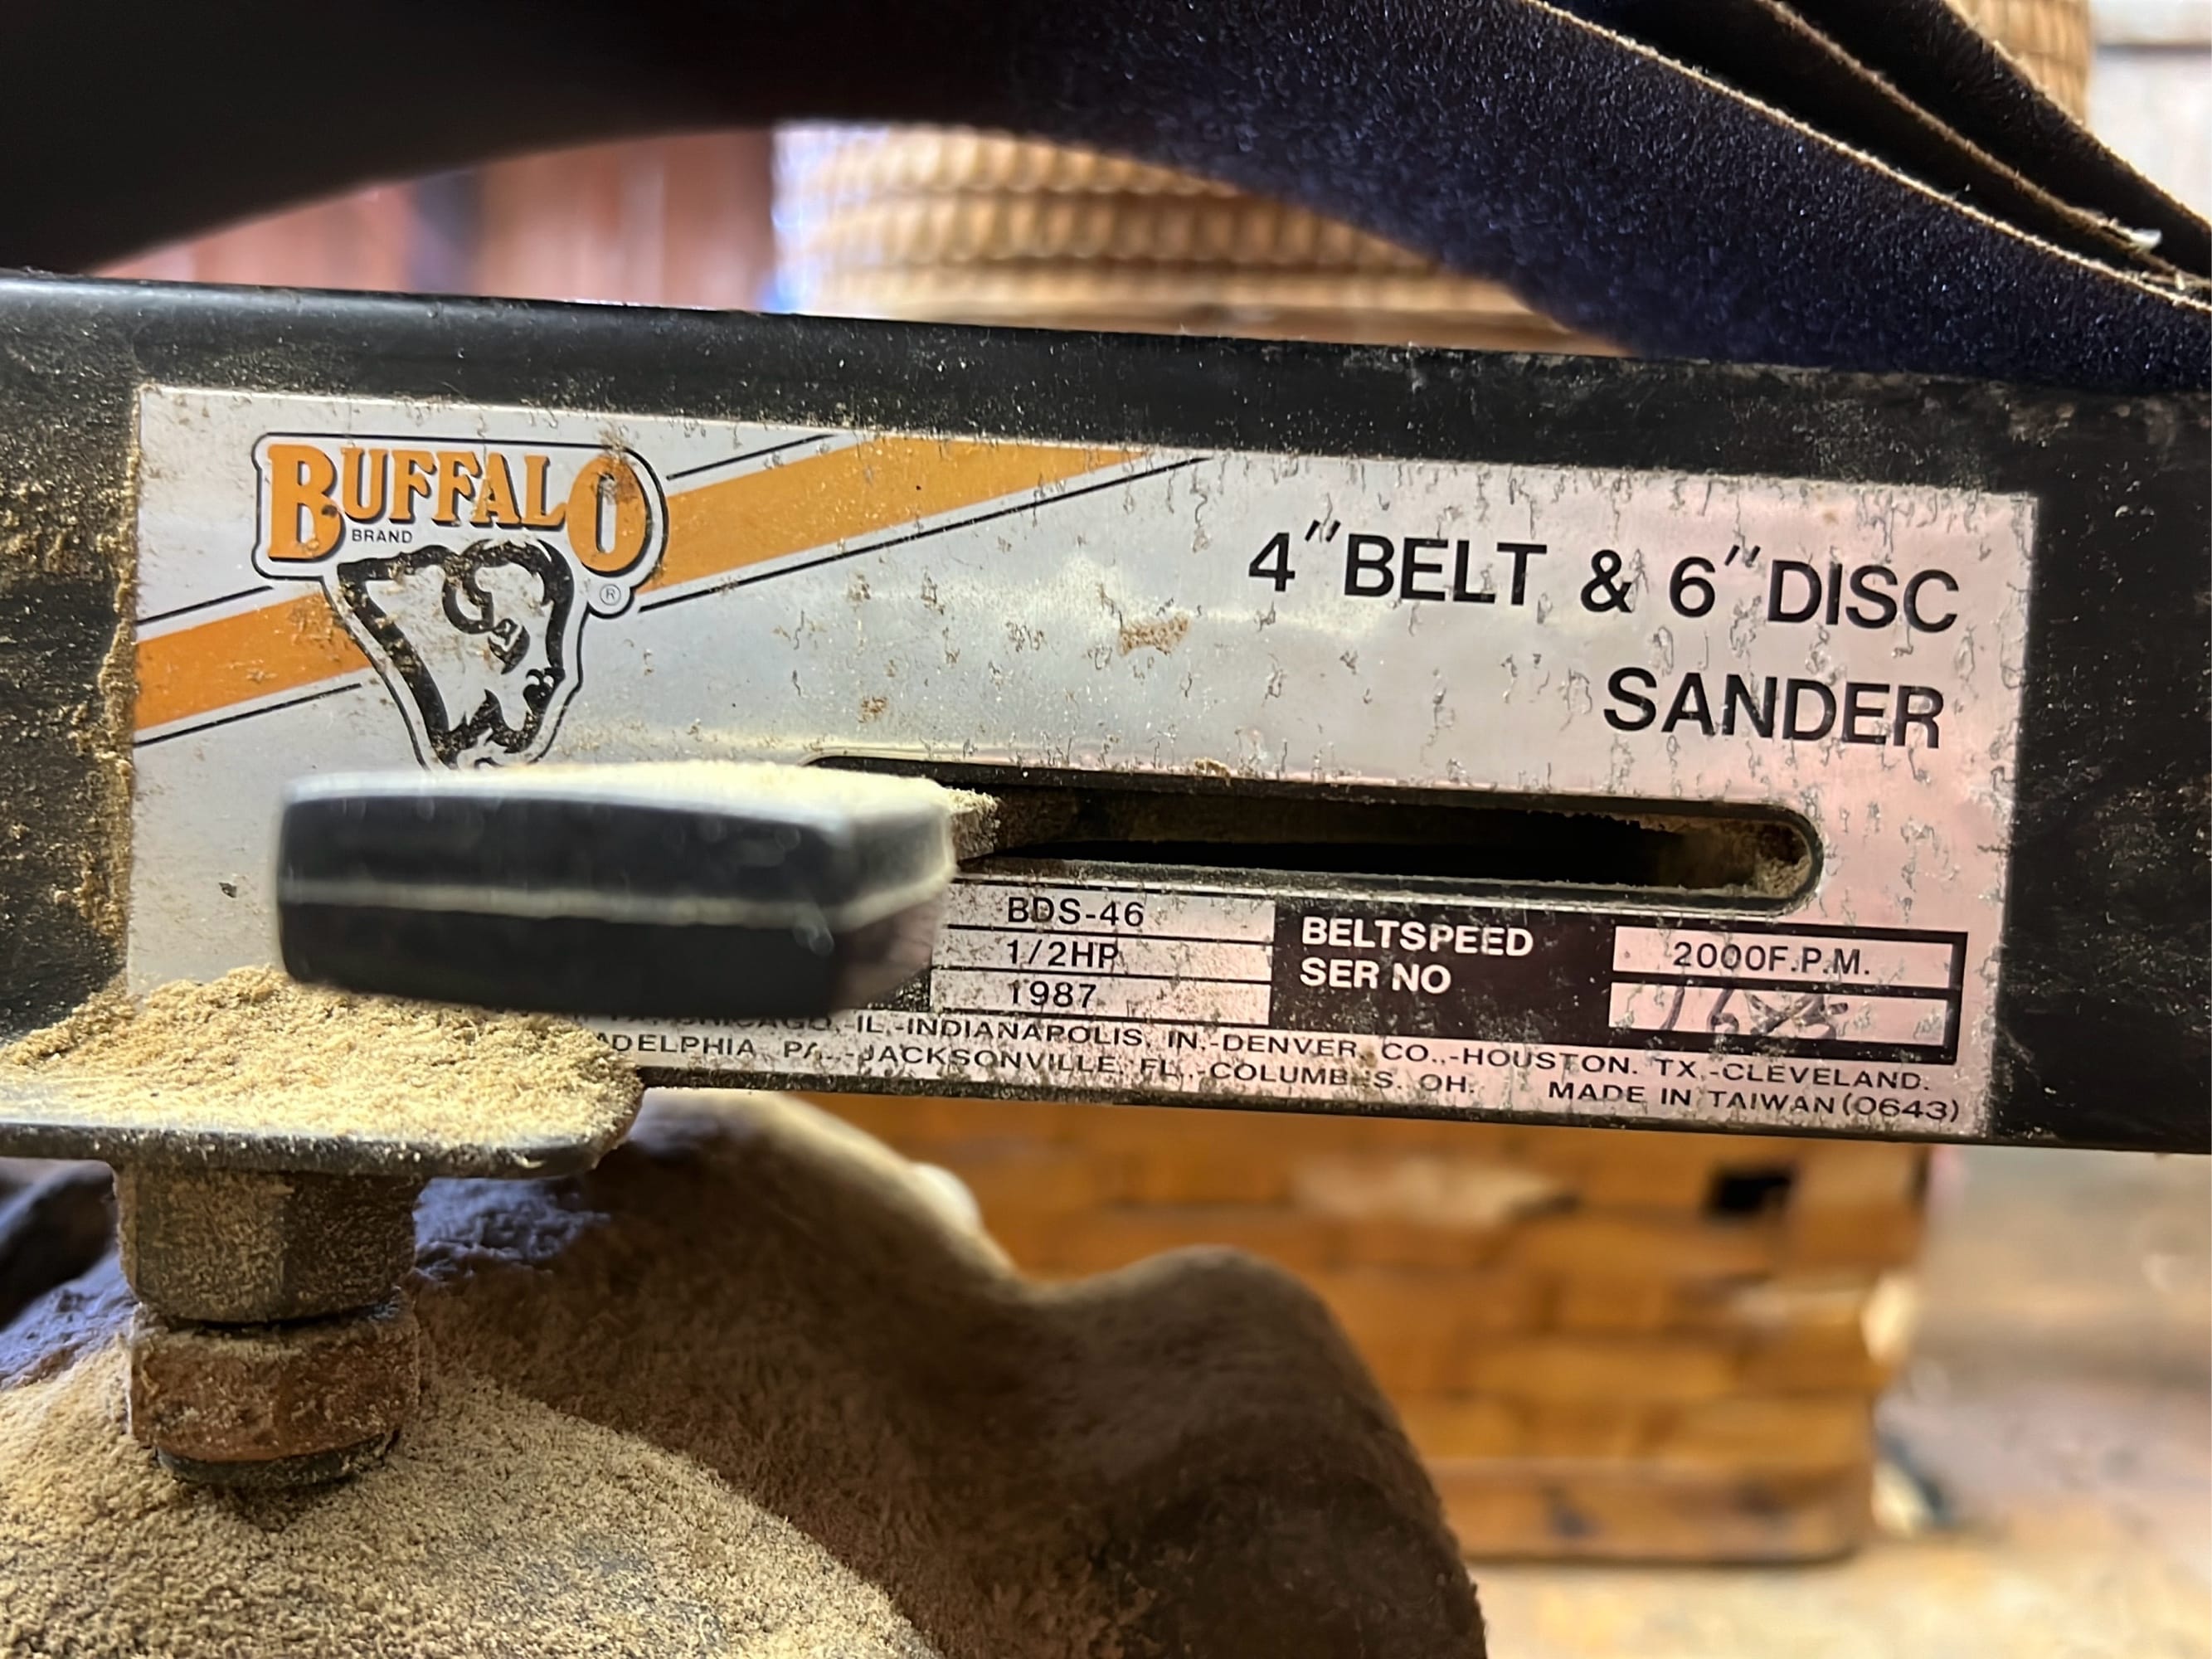 BUFFALO
BRAND
®
4" BELT & 6" DISC
SANDER
BDS-46
1/2HP
1987
BELTSPEED 2000F.P.M.
SER NO
IL.-INDIANAPOLIS, IN.-DENVER, CO.,-HOUSTON. TX.-CLEVELAND.
JACKSONVILLE, FL.,-COLUMBUS. OH. MADE IN TAIWAN (0643)